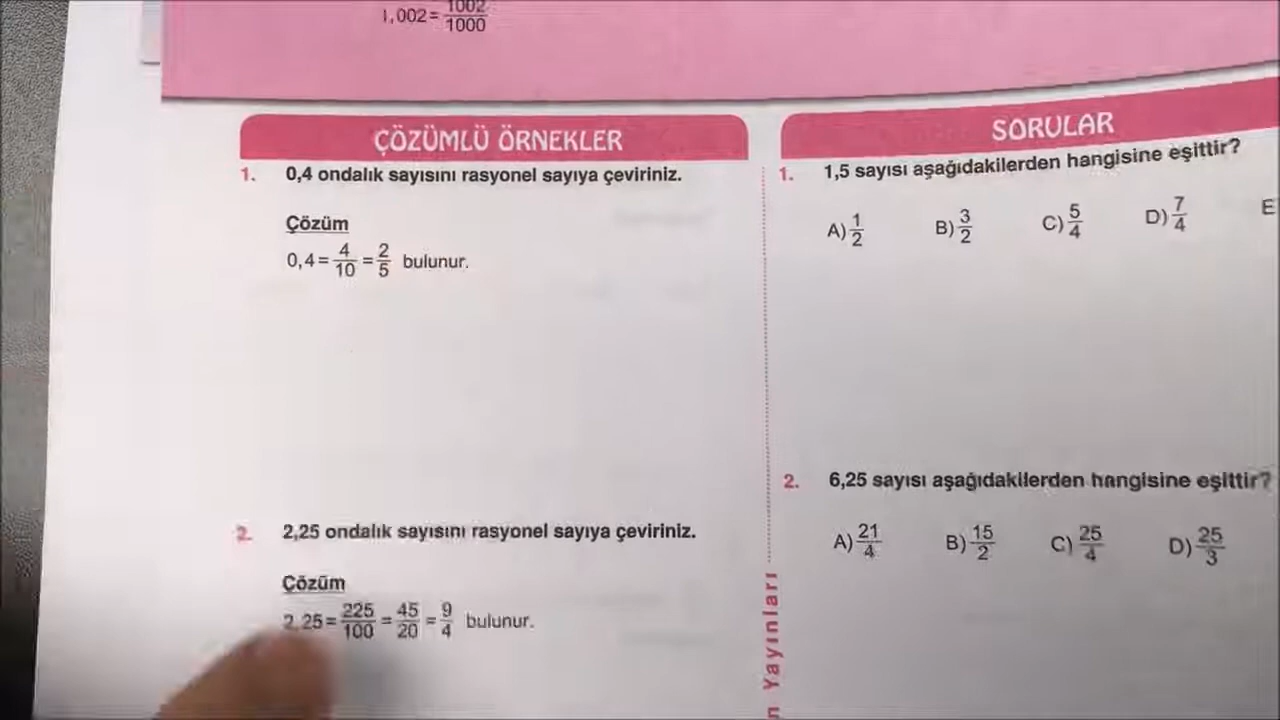 1,002 = 1002/1000
ÇÖZÜMLÜ ÖRNEKLER
1. 0,4 ondalık sayısını rasyonel sayıya çeviriniz.
Çözüm
0,4 = 4/10 = 2/5 bulunur.
2. 2,25 ondalık sayısını rasyonel sayıya çeviriniz.
Çözüm
2,25 = 225/100 = 45/20 = 9/4 bulunur.
SORULAR
1. 1,5 sayısı aşağıdakilerden hangisine eşittir?
A) 1/2 B) 3/2 C) 5/4 D) 7/4 E
2. 6,25 sayısı aşağıdakilerden hangisine eşittir?
A) 21/4 B) 15/2 C) 25/4 D) 25/3
n Yayınları